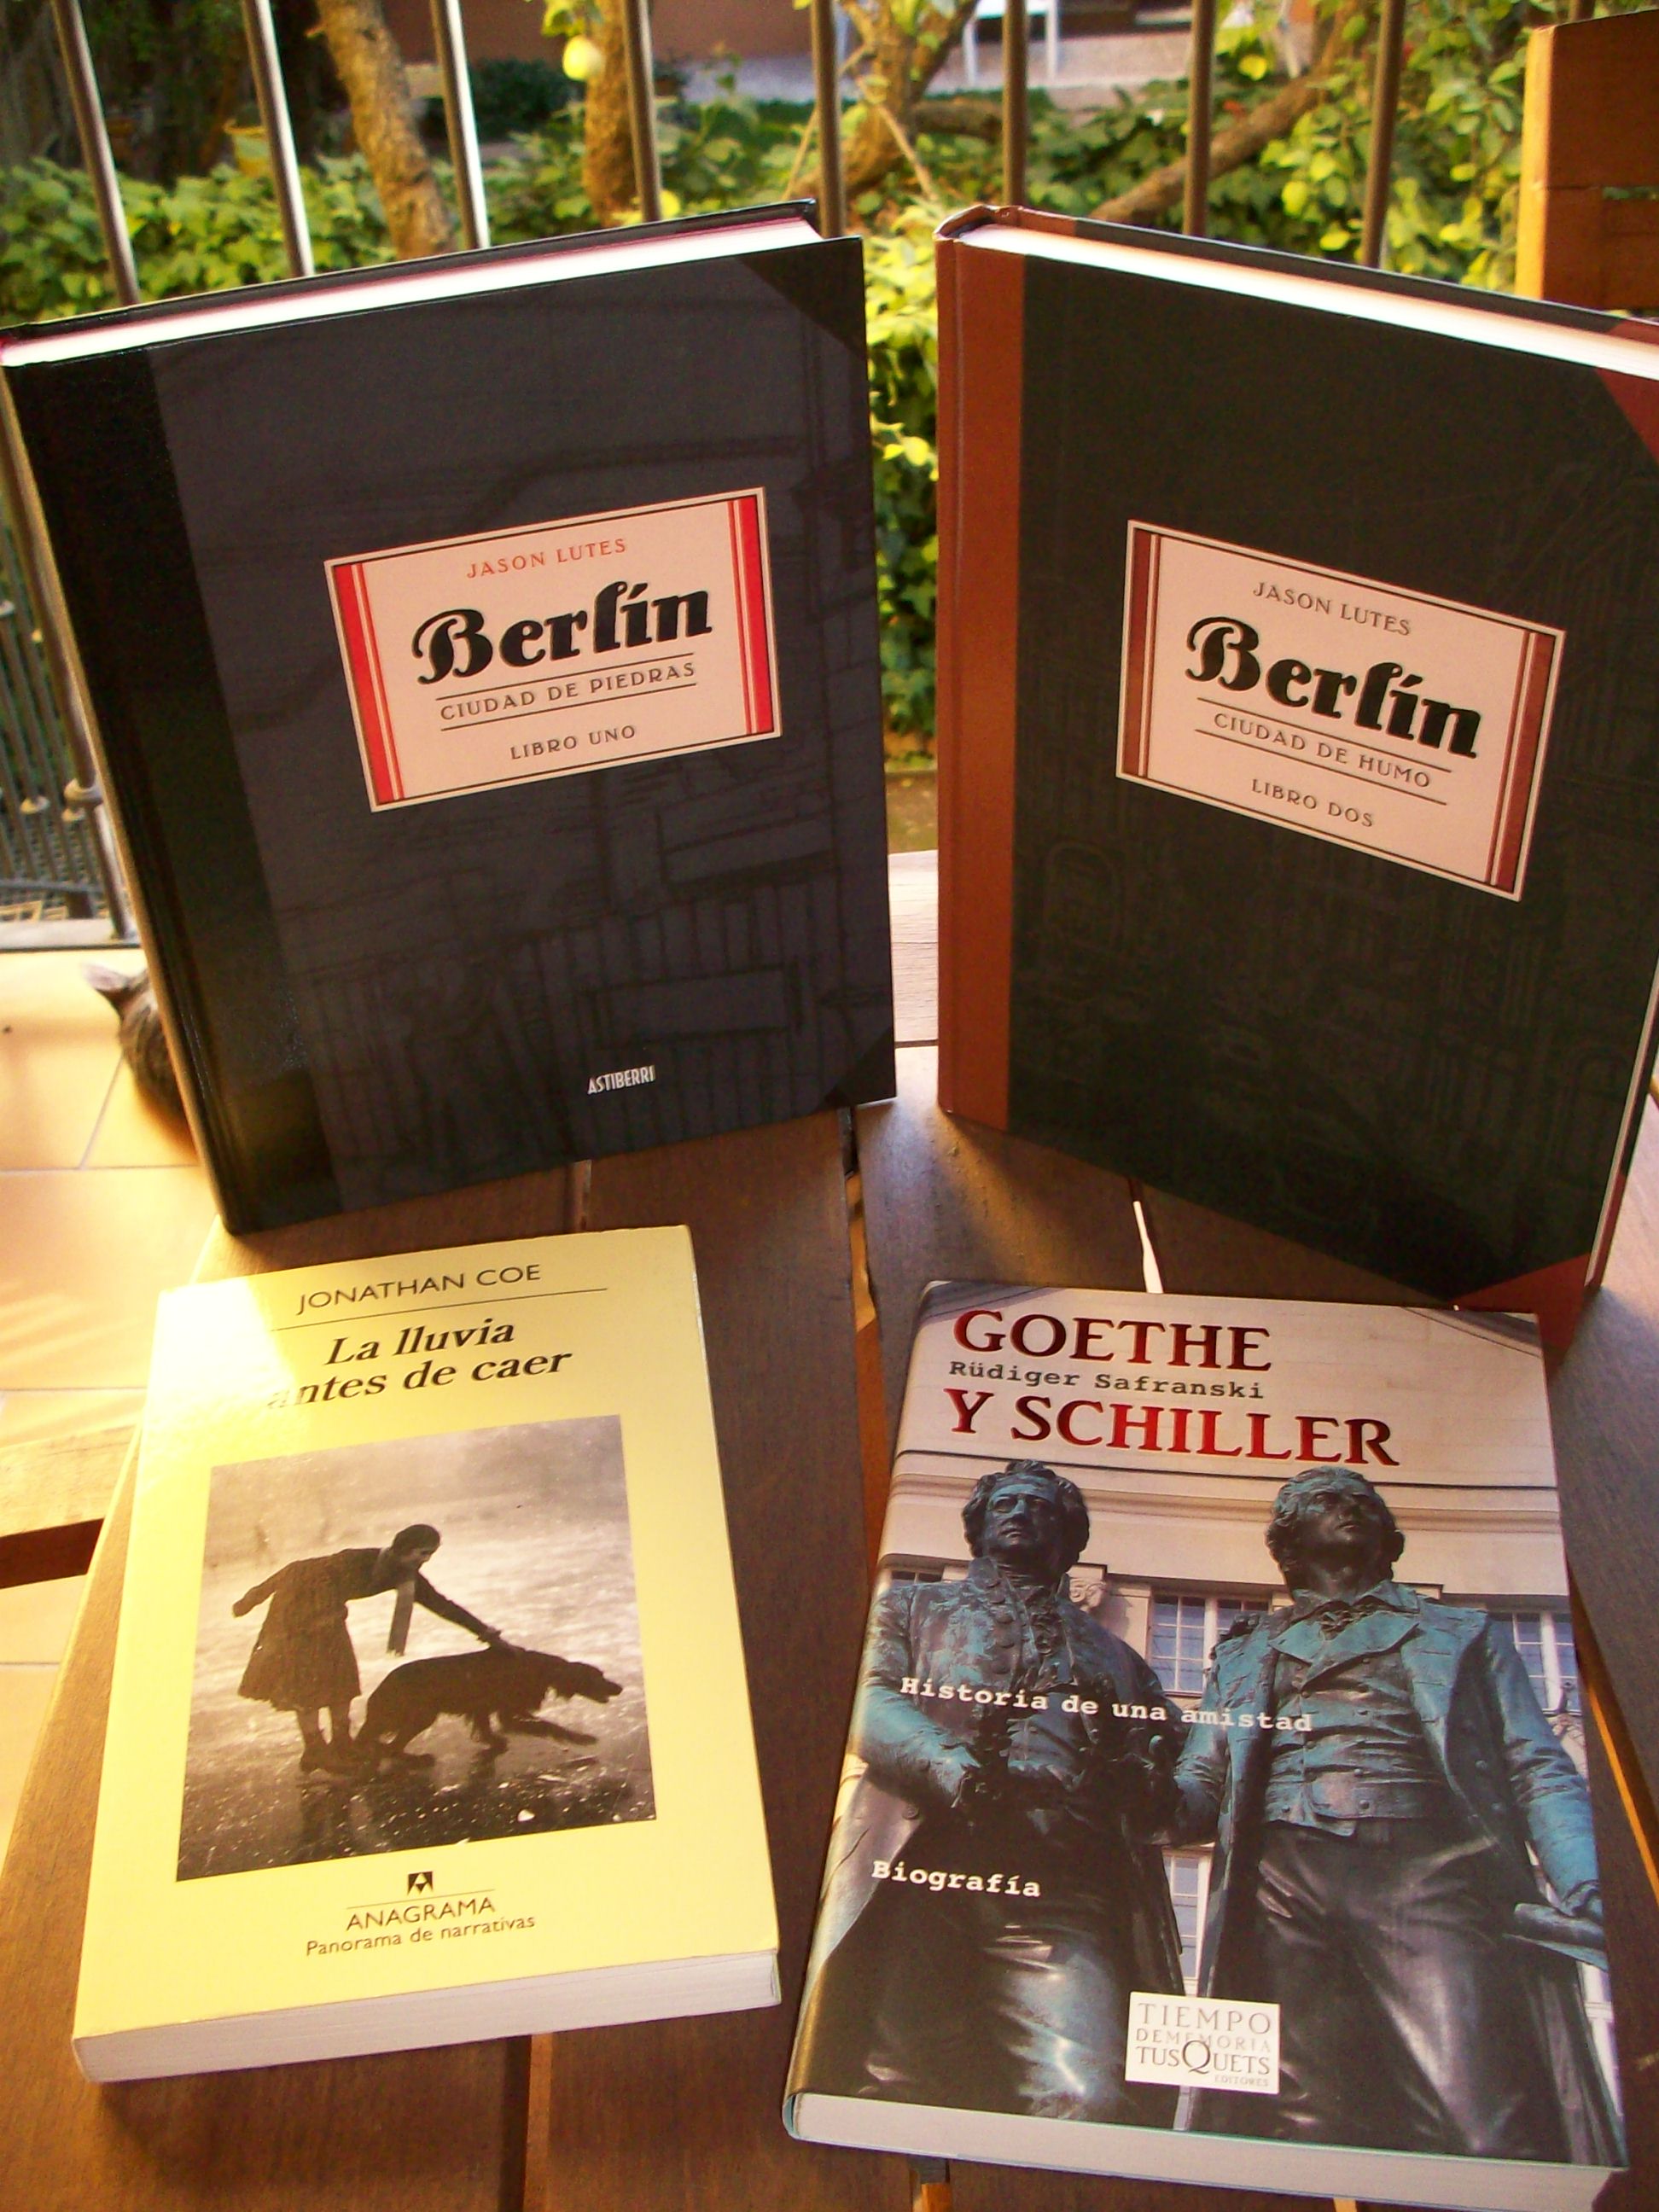 JASON LUTES
Berlín
CIUDAD DE PIEDRAS
LIBRO UNO
ASTIBERRI
JASON LUTES
Berlín
CIUDAD DE HUMO
LIBRO DOS
JONATHAN COE
La lluvia
antes de caer
ANAGRAMA
Panorama de narrativas
GOETHE
Rüdiger Safranski
Y SCHILLER
Historia de una amistad
Biografía
TIEMPO
DE MEMORIA
TUSQUETS
EDITORES